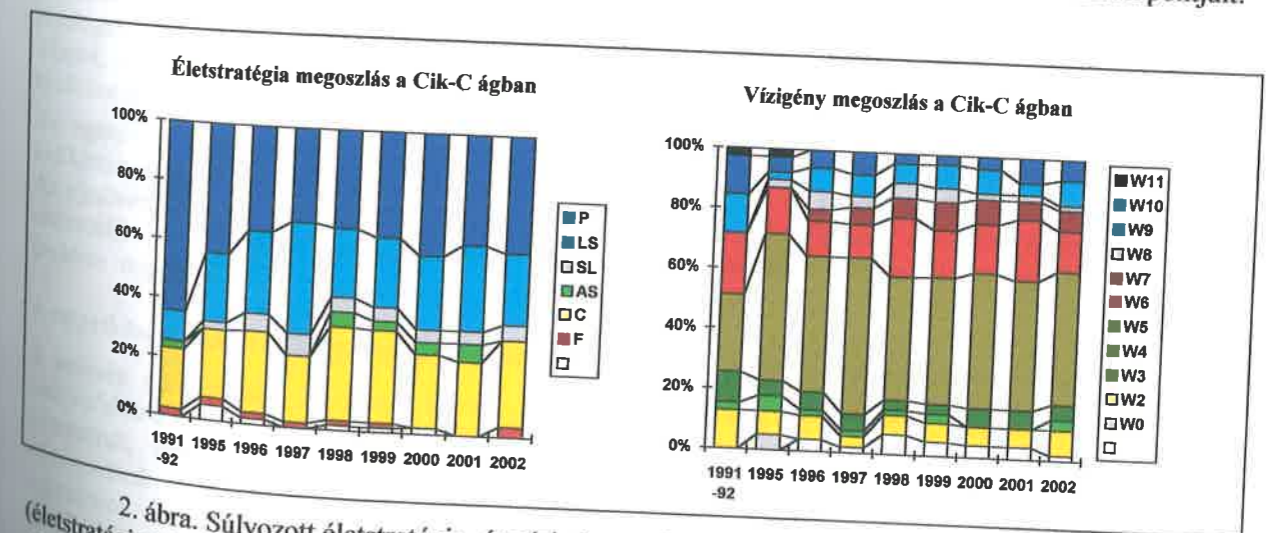 Életstratégia megoszlás a Cik-C ágban
100%
80%
60%
40%
20%
0%
1991 -92 1995 1996 1997 1998 1999 2000 2001 2002
P
LS
SL
AS
C
F
Vízigény megoszlás a Cik-C ágban
100%
80%
60%
40%
20%
0%
1991 -92 1995 1996 1997 1998 1999 2000 2001 2002
W11
W10
W9
W8
W7
W6
W5
W4
W3
W2
W0
2. ábra. Súlyozott